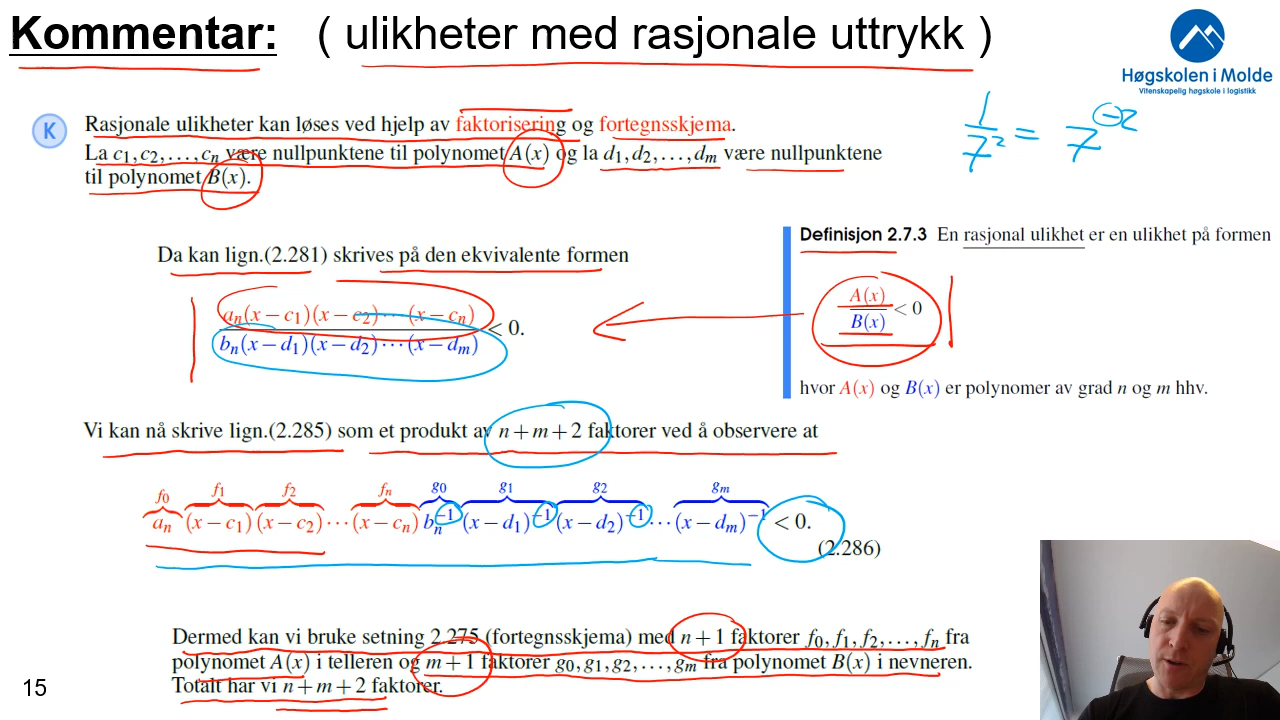 Kommentar: ( ulikheter med rasjonale uttrykk )
Høgskolen i Molde
Vitenskapelig høgskole i logistikk
K
Rasjonale ulikheter kan løses ved hjelp av faktorisering og fortegnsskjema.
La c₁,c₂,…,cₙ være nullpunktene til polynomet A(x) og la d₁,d₂,…,dₘ være nullpunktene
til polynomet B(x).
1/7² = 7⁻²
Da kan lign.(2.281) skrives på den ekvivalente formen
aₙ(x−c₁)(x−c₂)⋯(x−cₙ)
bₙ(x−d₁)(x−d₂)⋯(x−dₘ) < 0.
Definisjon 2.7.3 En rasjonal ulikhet er en ulikhet på formen
A(x)
B(x) < 0
hvor A(x) og B(x) er polynomer av grad n og m hhv.
Vi kan nå skrive lign.(2.285) som et produkt av n+m+2 faktorer ved å observere at
f₀ f₁ f₂ fₙ g₀ g₁ g₂ gₘ
aₙ (x−c₁)(x−c₂)⋯(x−cₙ) bₙ⁻¹ (x−d₁)⁻¹(x−d₂)⁻¹⋯(x−dₘ)⁻¹ < 0.
(2.286)
Dermed kan vi bruke setning 2.275 (fortegnsskjema) med n+1 faktorer f₀,f₁,f₂,…,fₙ fra
polynomet A(x) i telleren og m+1 faktorer g₀,g₁,g₂,…,gₘ fra polynomet B(x) i nevneren.
Totalt har vi n+m+2 faktorer.
15